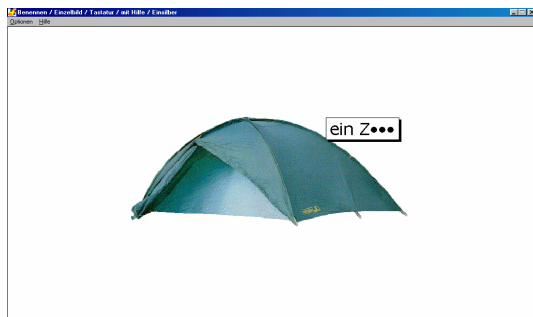 Benennen / Einzelbild / Tastatur / mit Hilfe / Einsilber
Optionen Hilfe
ein Z●●●